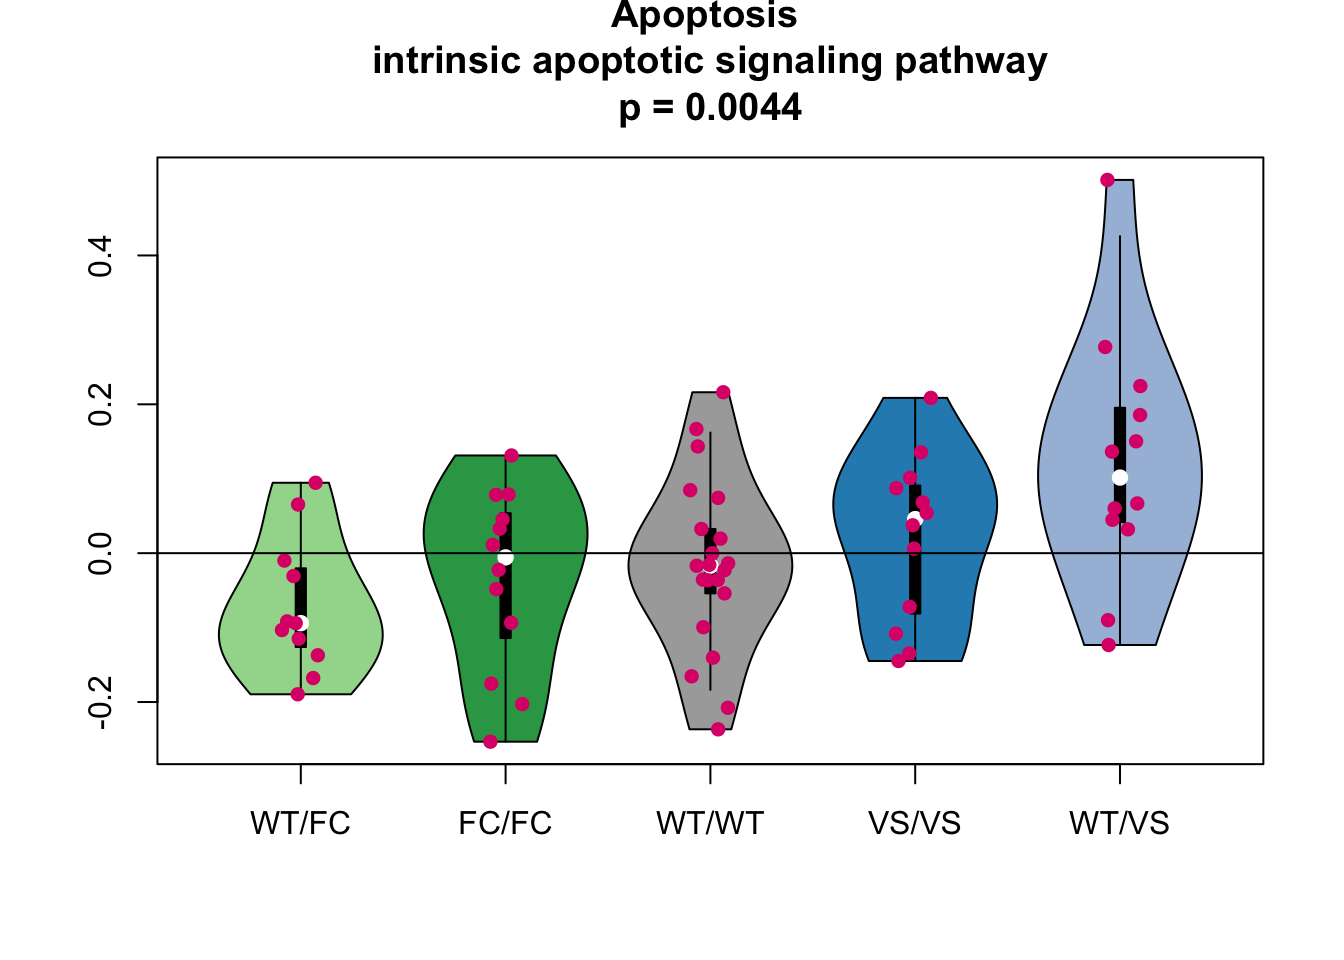 Apoptosis
intrinsic apoptotic signaling pathway
p = 0.0044
0.4
0.2
0.0
-0.2
WT/FC FC/FC WT/WT VS/VS WT/VS